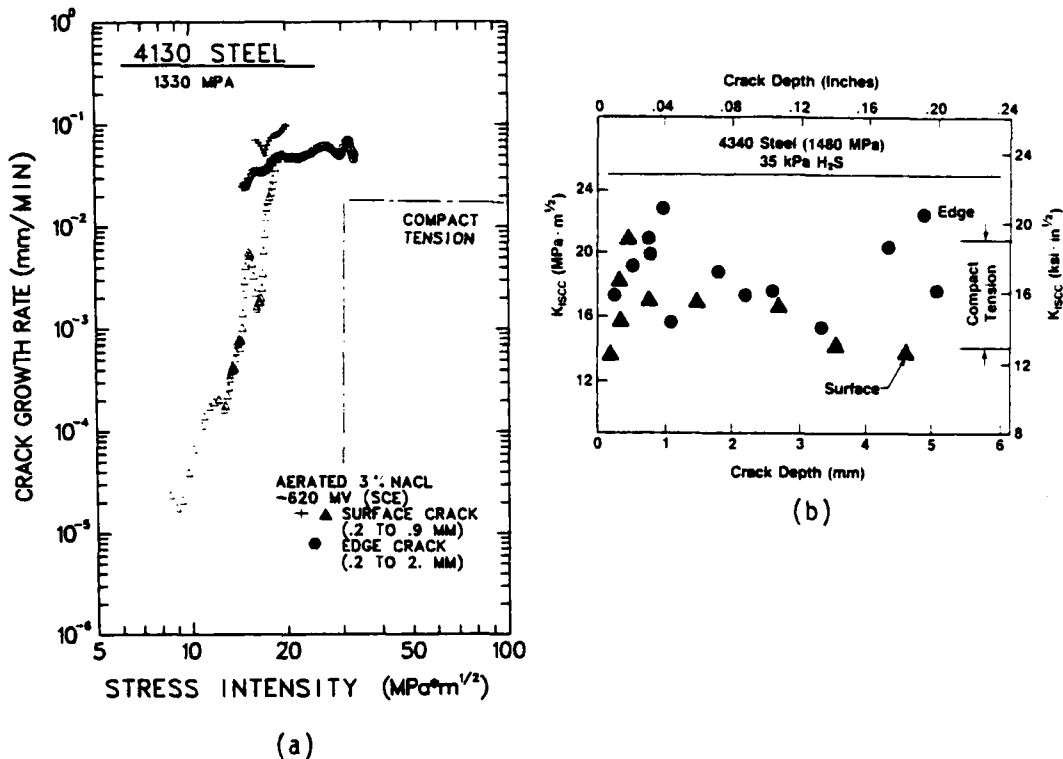 4130 STEEL
1330 MPA
10⁰
10⁻¹
10⁻²
10⁻³
10⁻⁴
10⁻⁵
10⁻⁶
CRACK GROWTH RATE (mm/MIN)
COMPACT
TENSION
AERATED 3% NACL
-620 MV (SCE)
SURFACE CRACK
(.2 TO .9 MM)
EDGE CRACK
(.2 TO 2. MM)
5 10 20 50 100
STRESS INTENSITY (MPa•m^1/2)
(a)
Crack Depth (Inches)
0 .04 .08 .12 .16 .20 .24
4340 Steel (1480 MPa)
35 kPa H₂S
24
20
16
12
K_ISCC (MPa · m^1/2)
Edge
Compact
Tension
Surface
24
20
16
12
8
K_ISCC (ksi · in^1/2)
0 1 2 3 4 5 6
Crack Depth (mm)
(b)